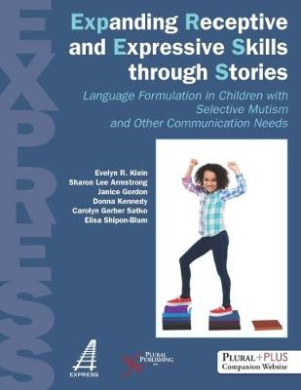 EXPRESS
Expanding Receptive
and Expressive Skills
through Stories
Language Formulation in Children with
Selective Mutism
and Other Communication Needs
Evelyn R. Klein
Sharon Lee Armstrong
Janice Gordon
Donna Kennedy
Carolyn Gerber Satko
Elisa Shipon-Blum
EXPRESS
PLURAL
PUBLISHING
PLURAL+PLUS
Companion Website